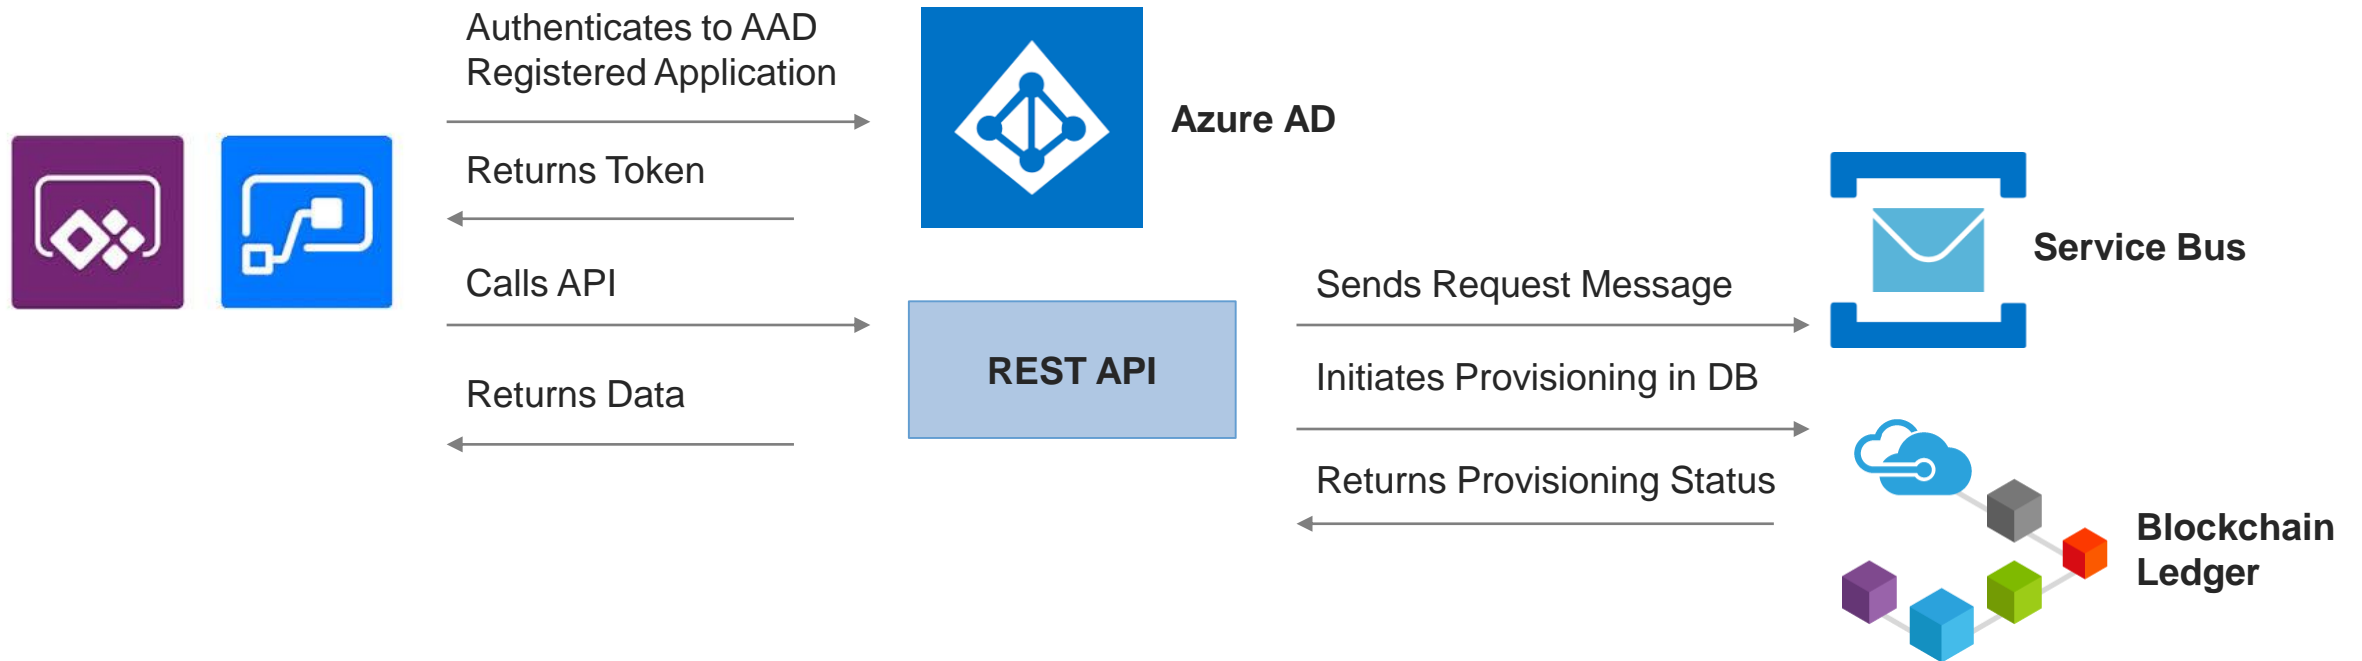 Authenticates to AAD
Registered Application
Azure AD
Returns Token
Service Bus
Calls API
Sends Request Message
REST API
Initiates Provisioning in DB
Returns Data
Returns Provisioning Status
Blockchain
Ledger